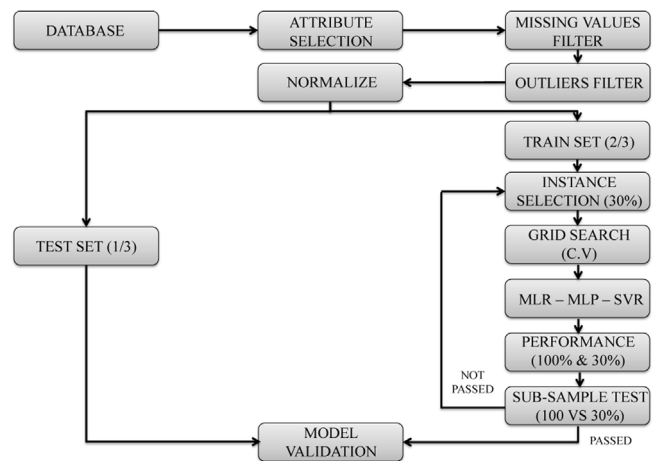 DATABASE
ATTRIBUTE
SELECTION
MISSING VALUES
FILTER
NORMALIZE
OUTLIERS FILTER
TRAIN SET (2/3)
INSTANCE
SELECTION (30%)
TEST SET (1/3)
GRID SEARCH
(C.V)
MLR – MLP – SVR
PERFORMANCE
(100% & 30%)
NOT
PASSED
SUB-SAMPLE TEST
(100 VS 30%)
MODEL
VALIDATION
PASSED